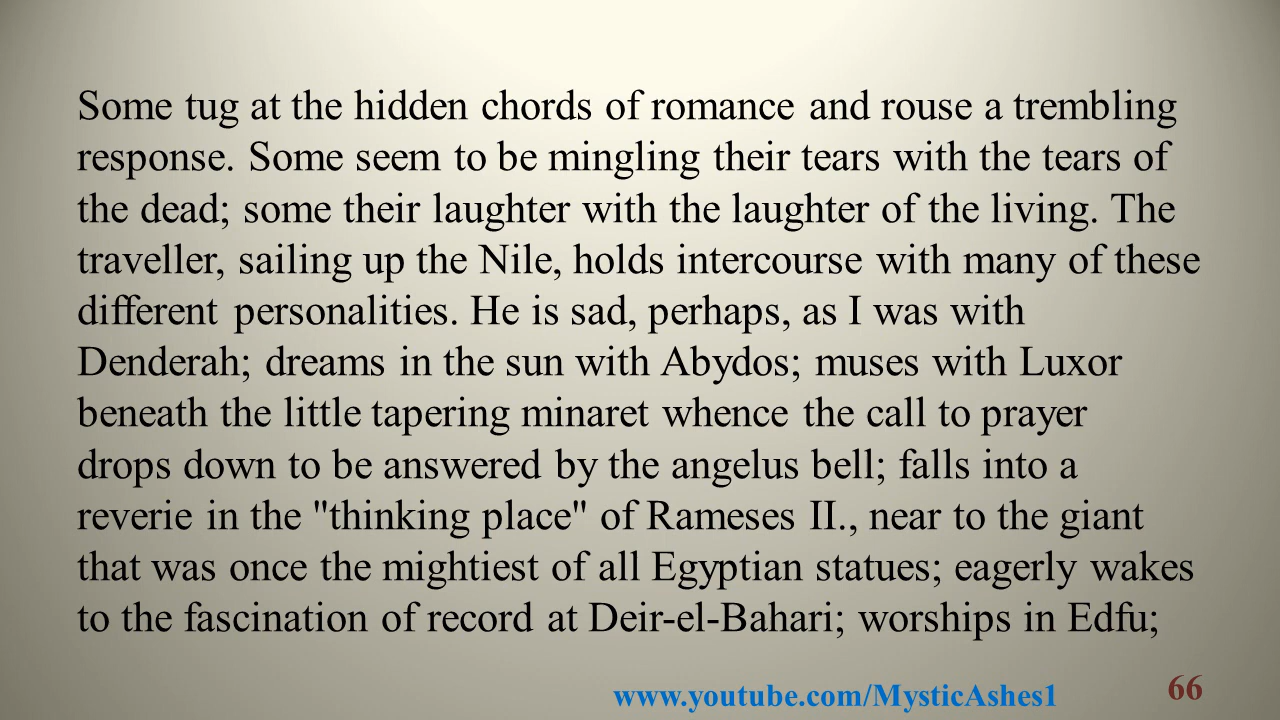 Some tug at the hidden chords of romance and rouse a trembling
response. Some seem to be mingling their tears with the tears of
the dead; some their laughter with the laughter of the living. The
traveller, sailing up the Nile, holds intercourse with many of these
different personalities. He is sad, perhaps, as I was with
Denderah; dreams in the sun with Abydos; muses with Luxor
beneath the little tapering minaret whence the call to prayer
drops down to be answered by the angelus bell; falls into a
reverie in the "thinking place" of Rameses II., near to the giant
that was once the mightiest of all Egyptian statues; eagerly wakes
to the fascination of record at Deir-el-Bahari; worships in Edfu;
www.youtube.com/MysticAshes1 66